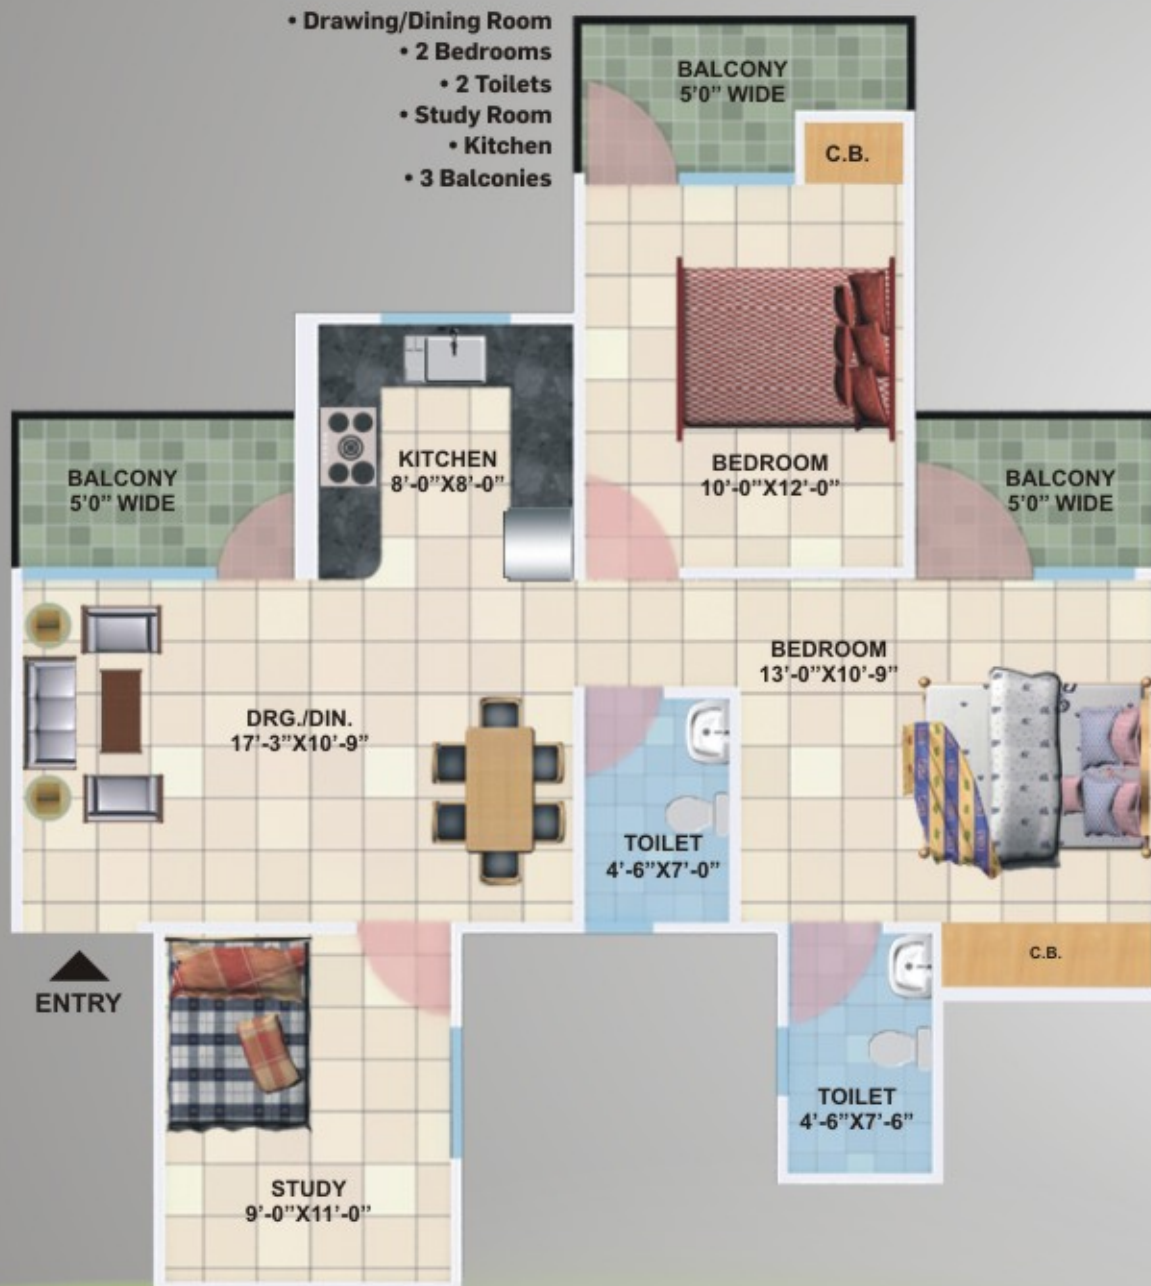 • Drawing/Dining Room
• 2 Bedrooms
• 2 Toilets
• Study Room
• Kitchen
• 3 Balconies
BALCONY
5'0” WIDE
C.B.
KITCHEN
8’-0”X8’-0”
BEDROOM
10’-0”X12’-0”
BALCONY
5’0” WIDE
BALCONY
5’0” WIDE
BEDROOM
13’-0”X10’-9”
DRG./DIN.
17’-3”X10’-9”
TOILET
4’-6”X7’-0”
ENTRY
C.B.
TOILET
4’-6”X7’-6”
STUDY
9’-0”X11’-0”